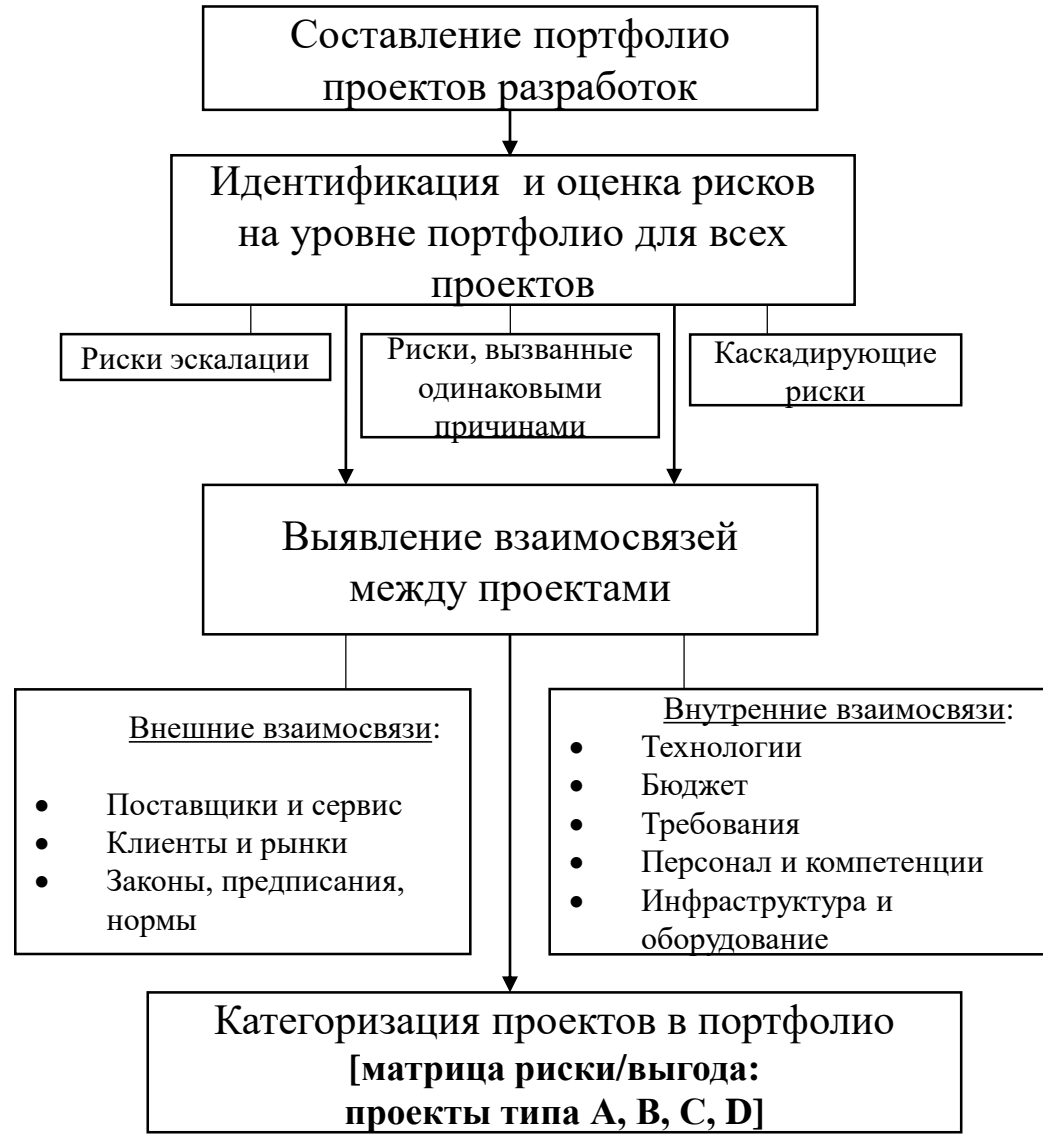 Составление портфолио
проектов разработок
Идентификация и оценка рисков
на уровне портфолио для всех
проектов
Риски эскалации
Риски, вызванные
одинаковыми
причинами
Каскадирующие
риски
Выявление взаимосвязей
между проектами
Внешние взаимосвязи:
• Поставщики и сервис
• Клиенты и рынки
• Законы, предписания,
нормы
Внутренние взаимосвязи:
• Технологии
• Бюджет
• Требования
• Персонал и компетенции
• Инфраструктура и
оборудование
Категоризация проектов в портфолио
[матрица риски/выгода:
проекты типа A, B, C, D]